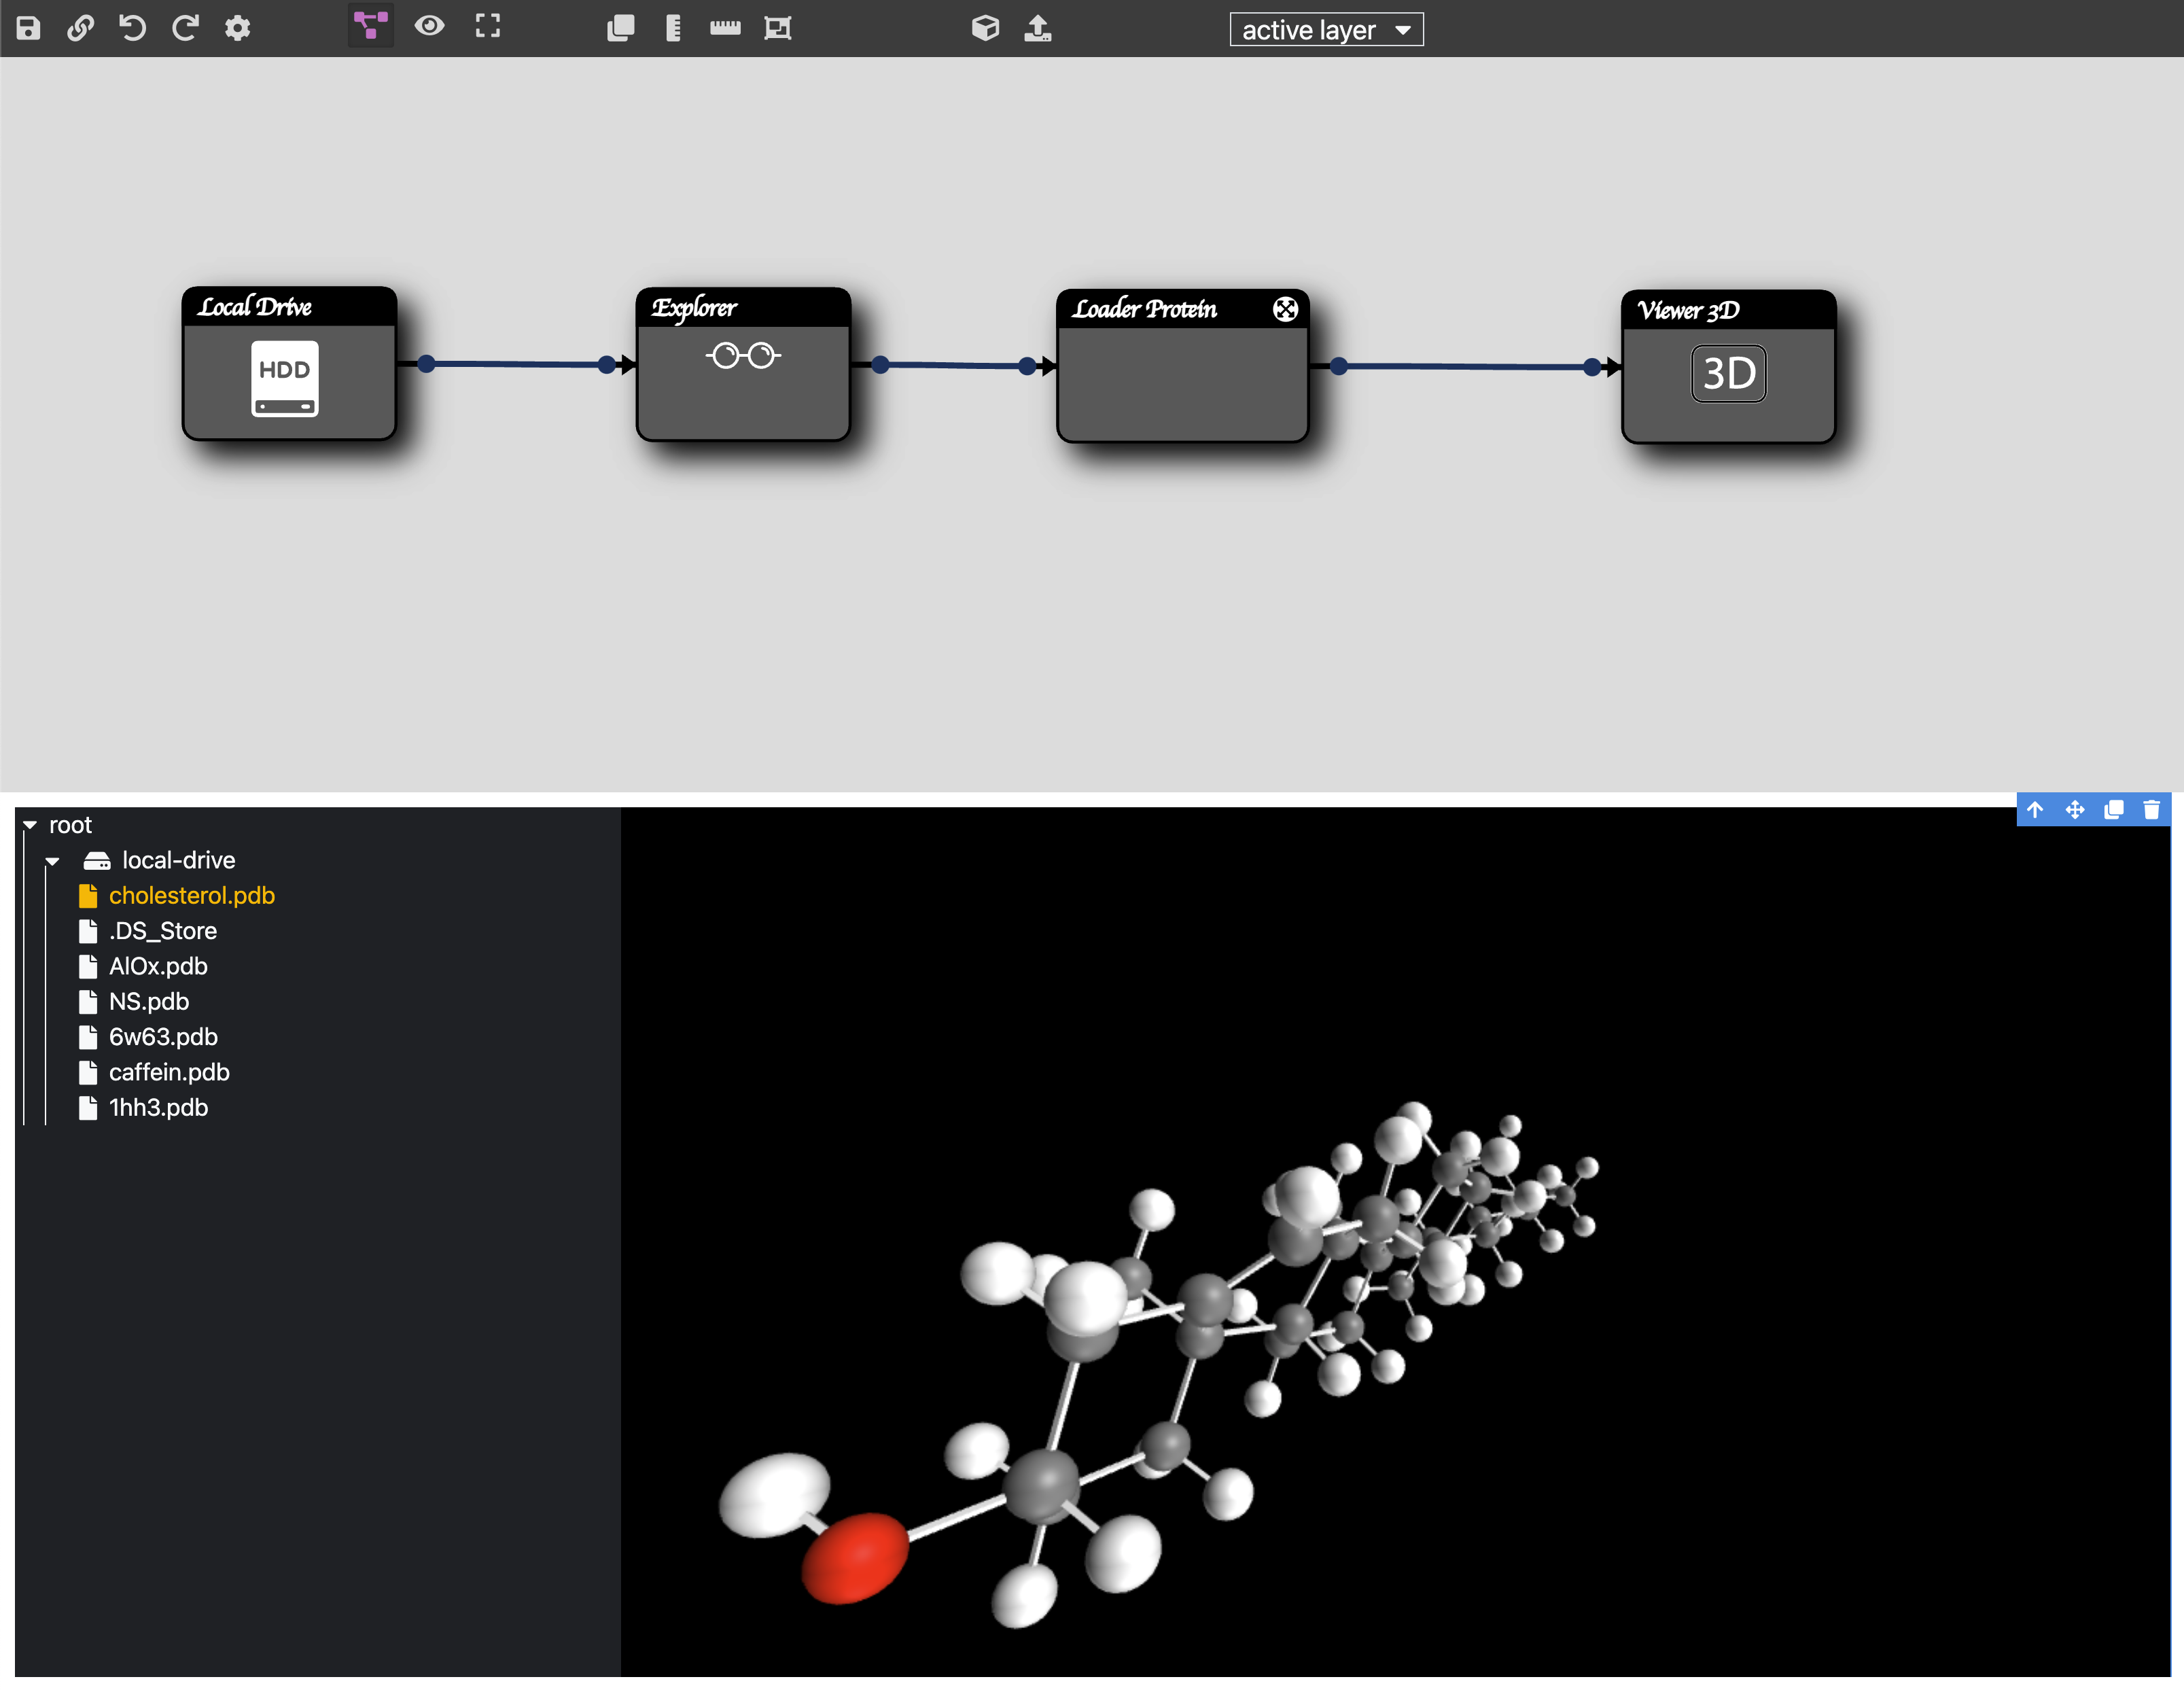 active layer
Local Drive
HDD
Explorer
Loader Protein
Viewer 3D
3D
root
local-drive
cholesterol.pdb
.DS_Store
AlOx.pdb
NS.pdb
6w63.pdb
caffein.pdb
1hh3.pdb